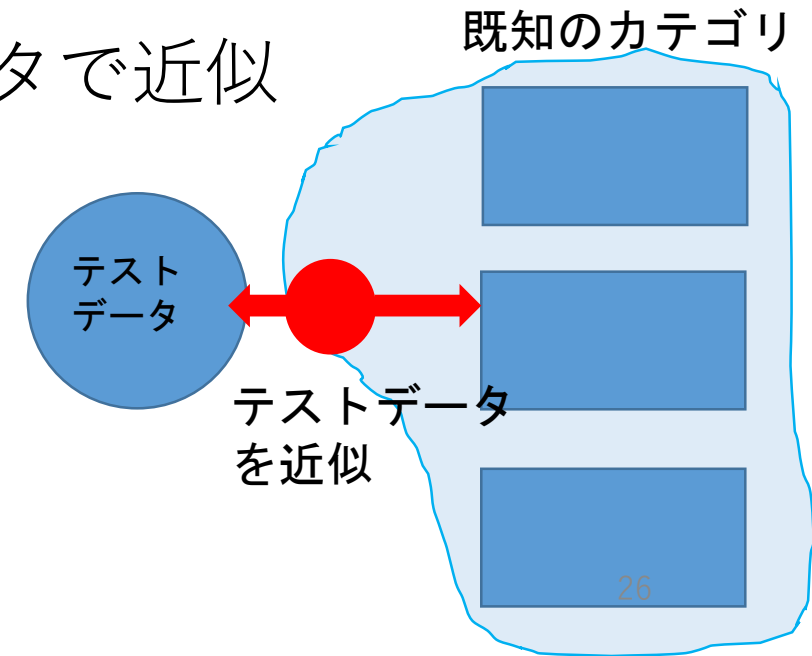 既知のカテゴリ
タで近似
テスト
データ
テストデータ
を近似
26